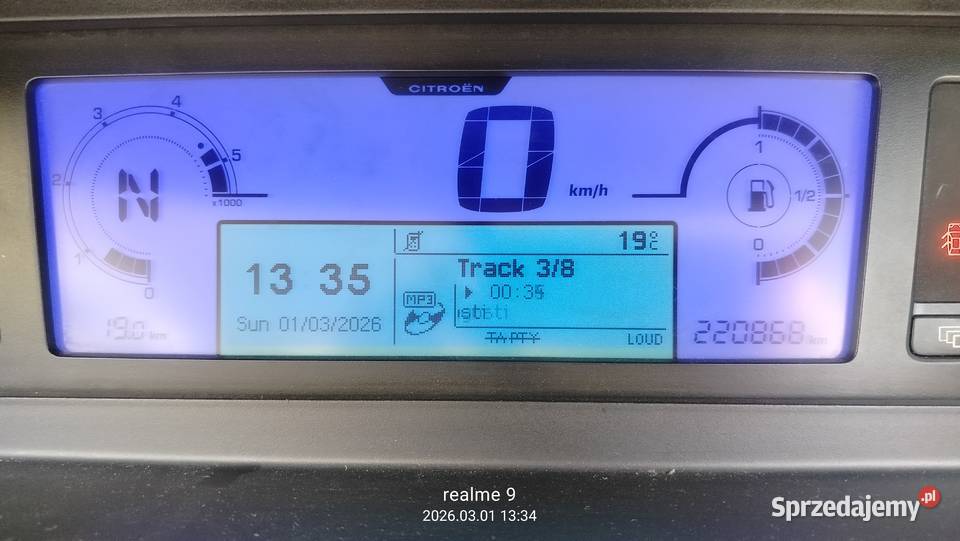 CITROËN
4
3
5
2
1
0
x1000
N
0
km/h
1
1/2
0
13 35
Sun 01/03/2026
19°C
Track 3/8
00:35
MP3
TA PTY
LOUD
19.0 km
220868 km
realme 9
2026.03.01 13:34
Sprzedajemy.pl